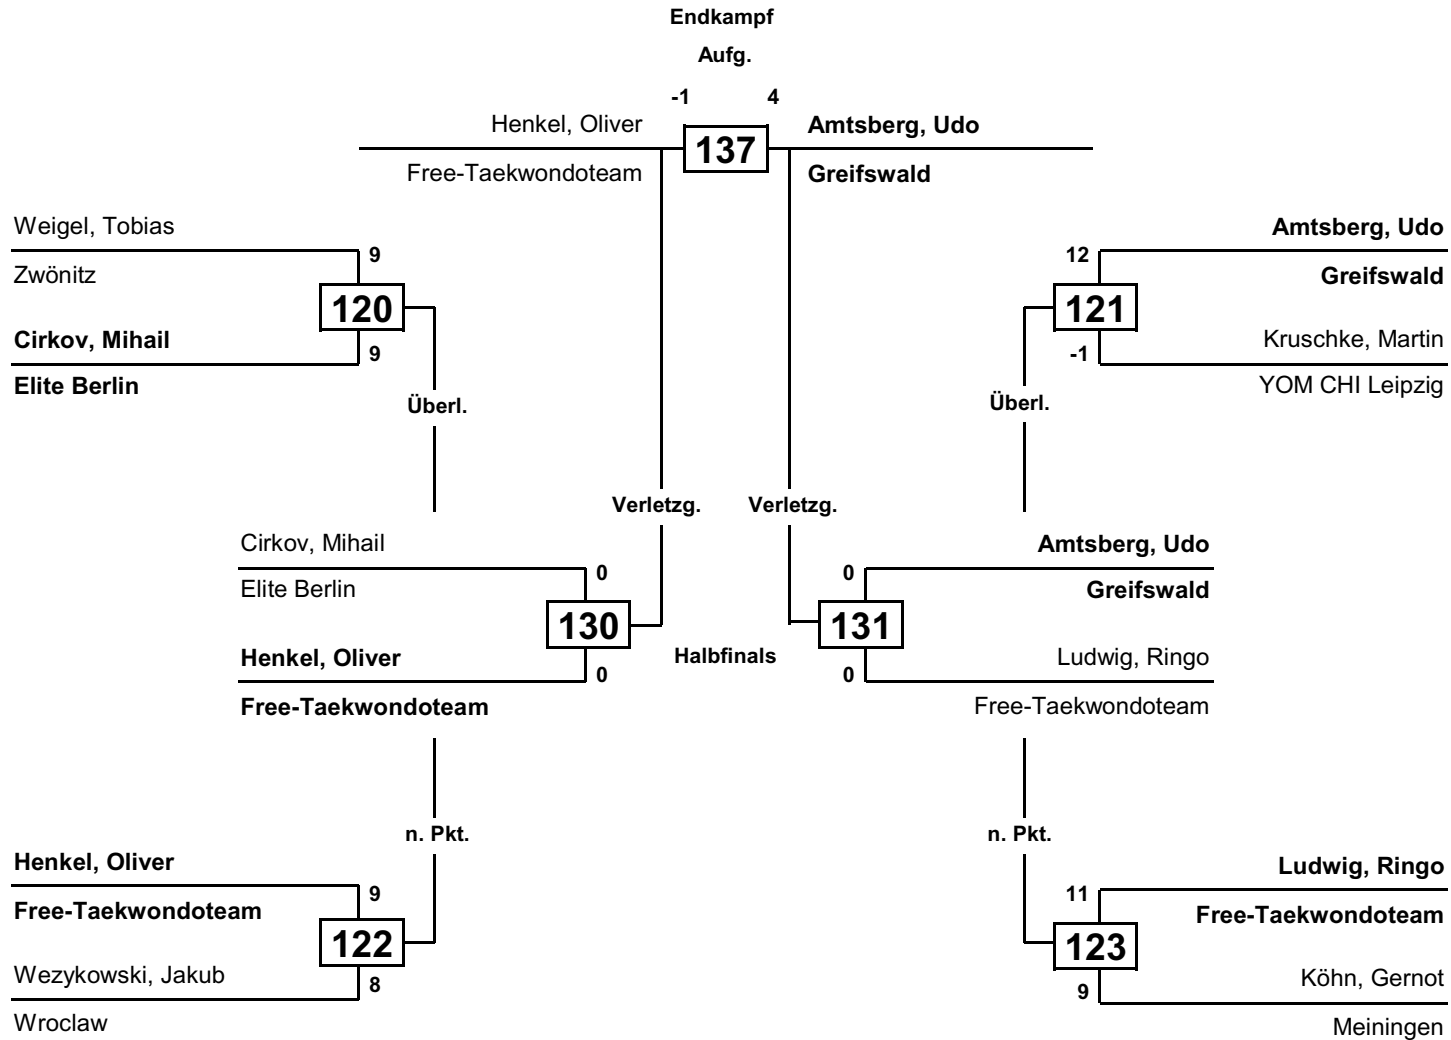 Endkampf
Aufg.
-1 4
Henkel, Oliver 137 Amtsberg, Udo
Free-Taekwondoteam Greifswald
Weigel, Tobias Amtsberg, Udo
9 12
Zwönitz Greifswald
120 121
Cirkov, Mihail Kruschke, Martin
9 -1
Elite Berlin YOM CHI Leipzig
Überl. Überl.
Verletzg. Verletzg.
Cirkov, Mihail Amtsberg, Udo
0 0
Elite Berlin Greifswald
130 131
Henkel, Oliver Halbfinals Ludwig, Ringo
0 0
Free-Taekwondoteam Free-Taekwondoteam
n. Pkt. n. Pkt.
Henkel, Oliver Ludwig, Ringo
9 11
Free-Taekwondoteam Free-Taekwondoteam
122 123
Wezykowski, Jakub Köhn, Gernot
8 9
Wroclaw Meiningen